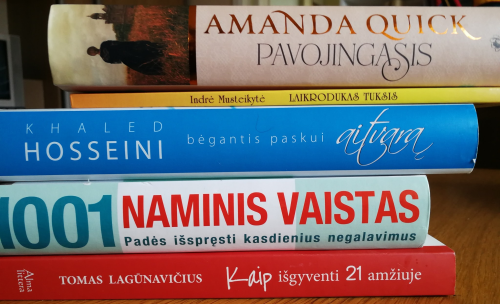 AMANDA QUICK
PAVOJINGASIS
Indrė Musteikytė LAIKRODUKAS TUKSIS
KHALED
HOSSEINI
bėgantis paskui aitvarą
1001 NAMINIS VAISTAS
Padės išspręsti kasdienius negalavimus
Alma littera
TOMAS LAGŪNAVIČIUS Kaip išgyventi 21 amžiuje